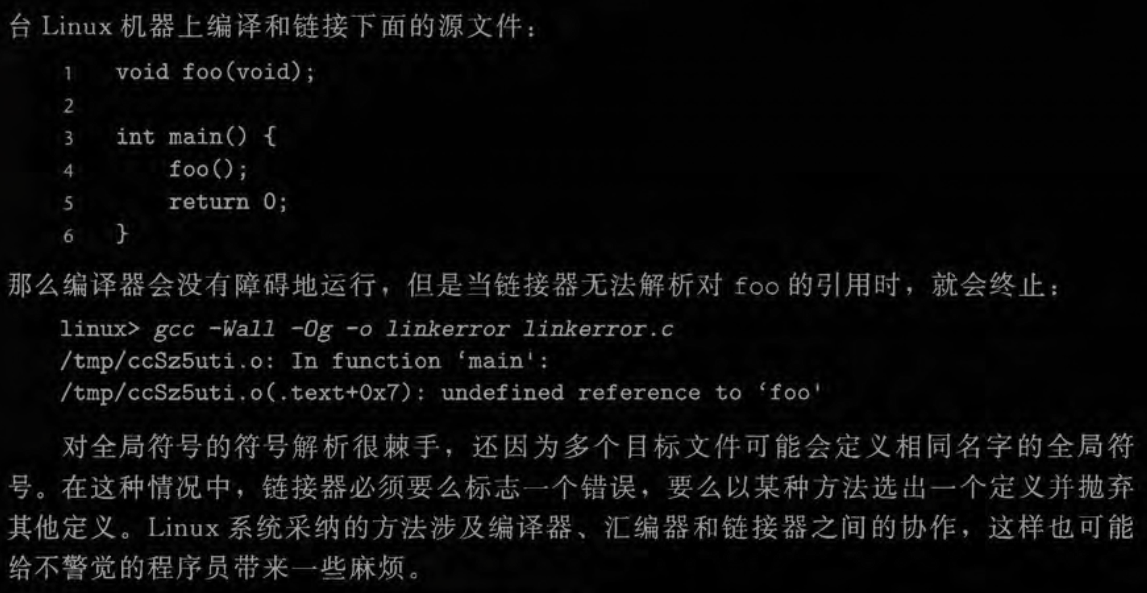 台 Linux 机器上编译和链接下面的源文件：
1 void foo(void);
2
3 int main() {
4     foo();
5     return 0;
6 }
那么编译器会没有障碍地运行，但是当链接器无法解析对 foo 的引用时，就会终止：
linux> gcc -Wall -Og -o linkerror linkerror.c
/tmp/ccSz5uti.o: In function ‘main':
/tmp/ccSz5uti.o(.text+0x7): undefined reference to ‘foo'
对全局符号的符号解析很棘手，还因为多个目标文件可能会定义相同名字的全局符
号。在这种情况中，链接器必须要么标志一个错误，要么以某种方法选出一个定义并抛弃
其他定义。Linux 系统采纳的方法涉及编译器、汇编器和链接器之间的协作，这样也可能
给不警觉的程序员带来一些麻烦。